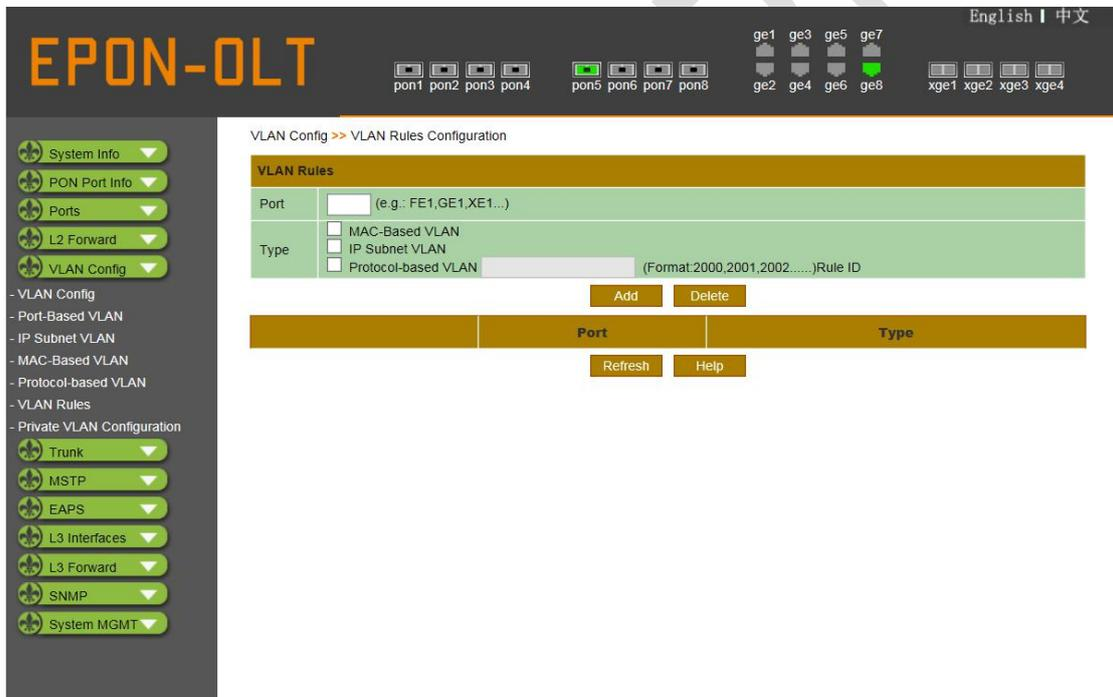 English | 中文
EPON-OLT
ge1 ge3 ge5 ge7
pon1 pon2 pon3 pon4 pon5 pon6 pon7 pon8 ge2 ge4 ge6 ge8 xge1 xge2 xge3 xge4
System Info
PON Port Info
Ports
L2 Forward
VLAN Config
- VLAN Config
- Port-Based VLAN
- IP Subnet VLAN
- MAC-Based VLAN
- Protocol-based VLAN
- VLAN Rules
- Private VLAN Configuration
Trunk
MSTP
EAPS
L3 Interfaces
L3 Forward
SNMP
System MGMT
VLAN Config >> VLAN Rules Configuration
VLAN Rules
Port (e.g.: FE1,GE1,XE1...)
Type
MAC-Based VLAN
IP Subnet VLAN
Protocol-based VLAN (Format:2000,2001,2002......)Rule ID
Add Delete
Port Type
Refresh Help